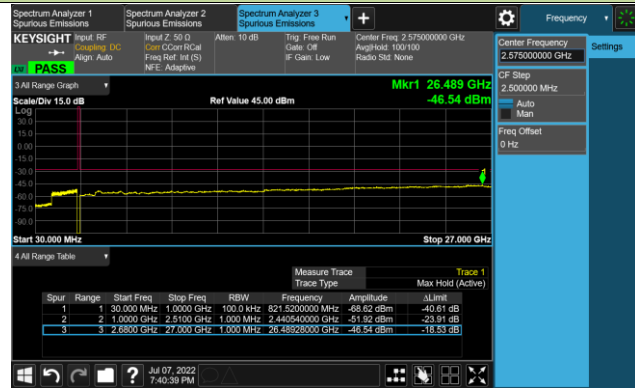 Spectrum Analyzer 1
Spurious Emissions
Spectrum Analyzer 2
Spurious Emissions
Spectrum Analyzer 3
Spurious Emissions
+
Frequency
KEYSIGHT
Input: RF
Coupling: DC
Align: Auto
Input Z: 50 Ω
Corr CCorr RCal
Freq Ref: Int (S)
NFE: Adaptive
Atten: 10 dB
Trig: Free Run
Gate: Off
IF Gain: Low
Center Freq: 2.575000000 GHz
Avg|Hold: 100/100
Radio Std: None
PASS
Center Frequency
2.575000000 GHz
Settings
CF Step
2.500000 MHz
Auto
Man
Freq Offset
0 Hz
3 All Range Graph
Mkr1 26.489 GHz
-46.54 dBm
Scale/Div 15.0 dB
Ref Value 45.00 dBm
Log
30.0
15.0
0.00
-15.0
-30.0
-45.0
-60.0
-75.0
-90.0
Start 30.000 MHz
Stop 27.000 GHz
4 All Range Table
Measure Trace Trace 1
Trace Type Max Hold (Active)
Spur Range Start Freq Stop Freq RBW Frequency Amplitude ΔLimit
1 1 30.000 MHz 1.0000 GHz 100.0 kHz 821.5200000 MHz -68.62 dBm -40.61 dB
2 2 1.0000 GHz 2.5100 GHz 1.000 MHz 2.440540000 GHz -51.92 dBm -23.91 dB
3 3 2.6800 GHz 27.000 GHz 1.000 MHz 26.48928000 GHz -46.54 dBm -18.53 dB
?
Jul 07, 2022
7:40:39 PM